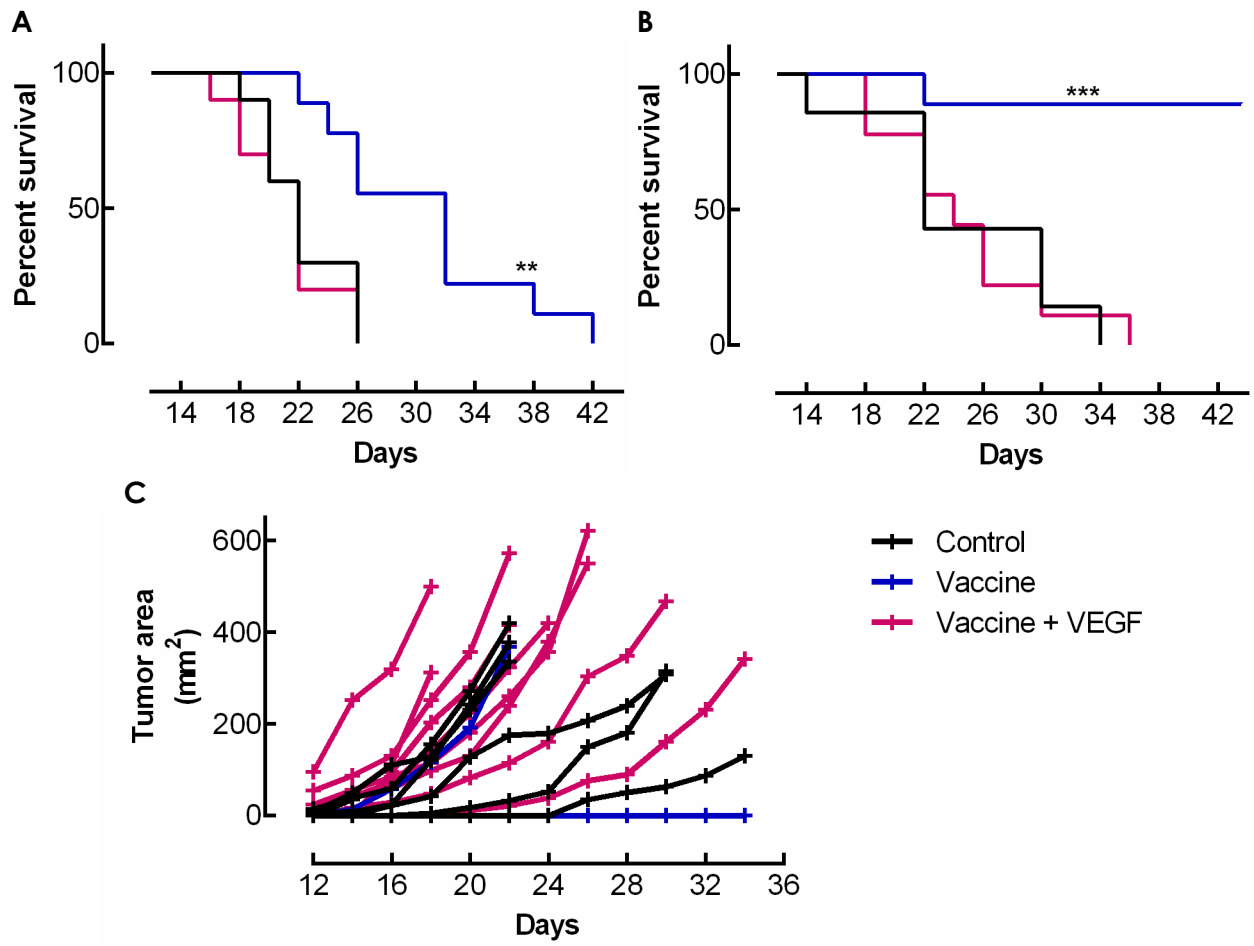 A
Percent survival
100
50
0
**
14 18 22 26 30 34 38 42
Days
B
Percent survival
100
50
0
***
14 18 22 26 30 34 38 42
Days
C
Tumor area
(mm²)
600
400
200
0
12 16 20 24 28 32 36
Days
Control
Vaccine
Vaccine + VEGF